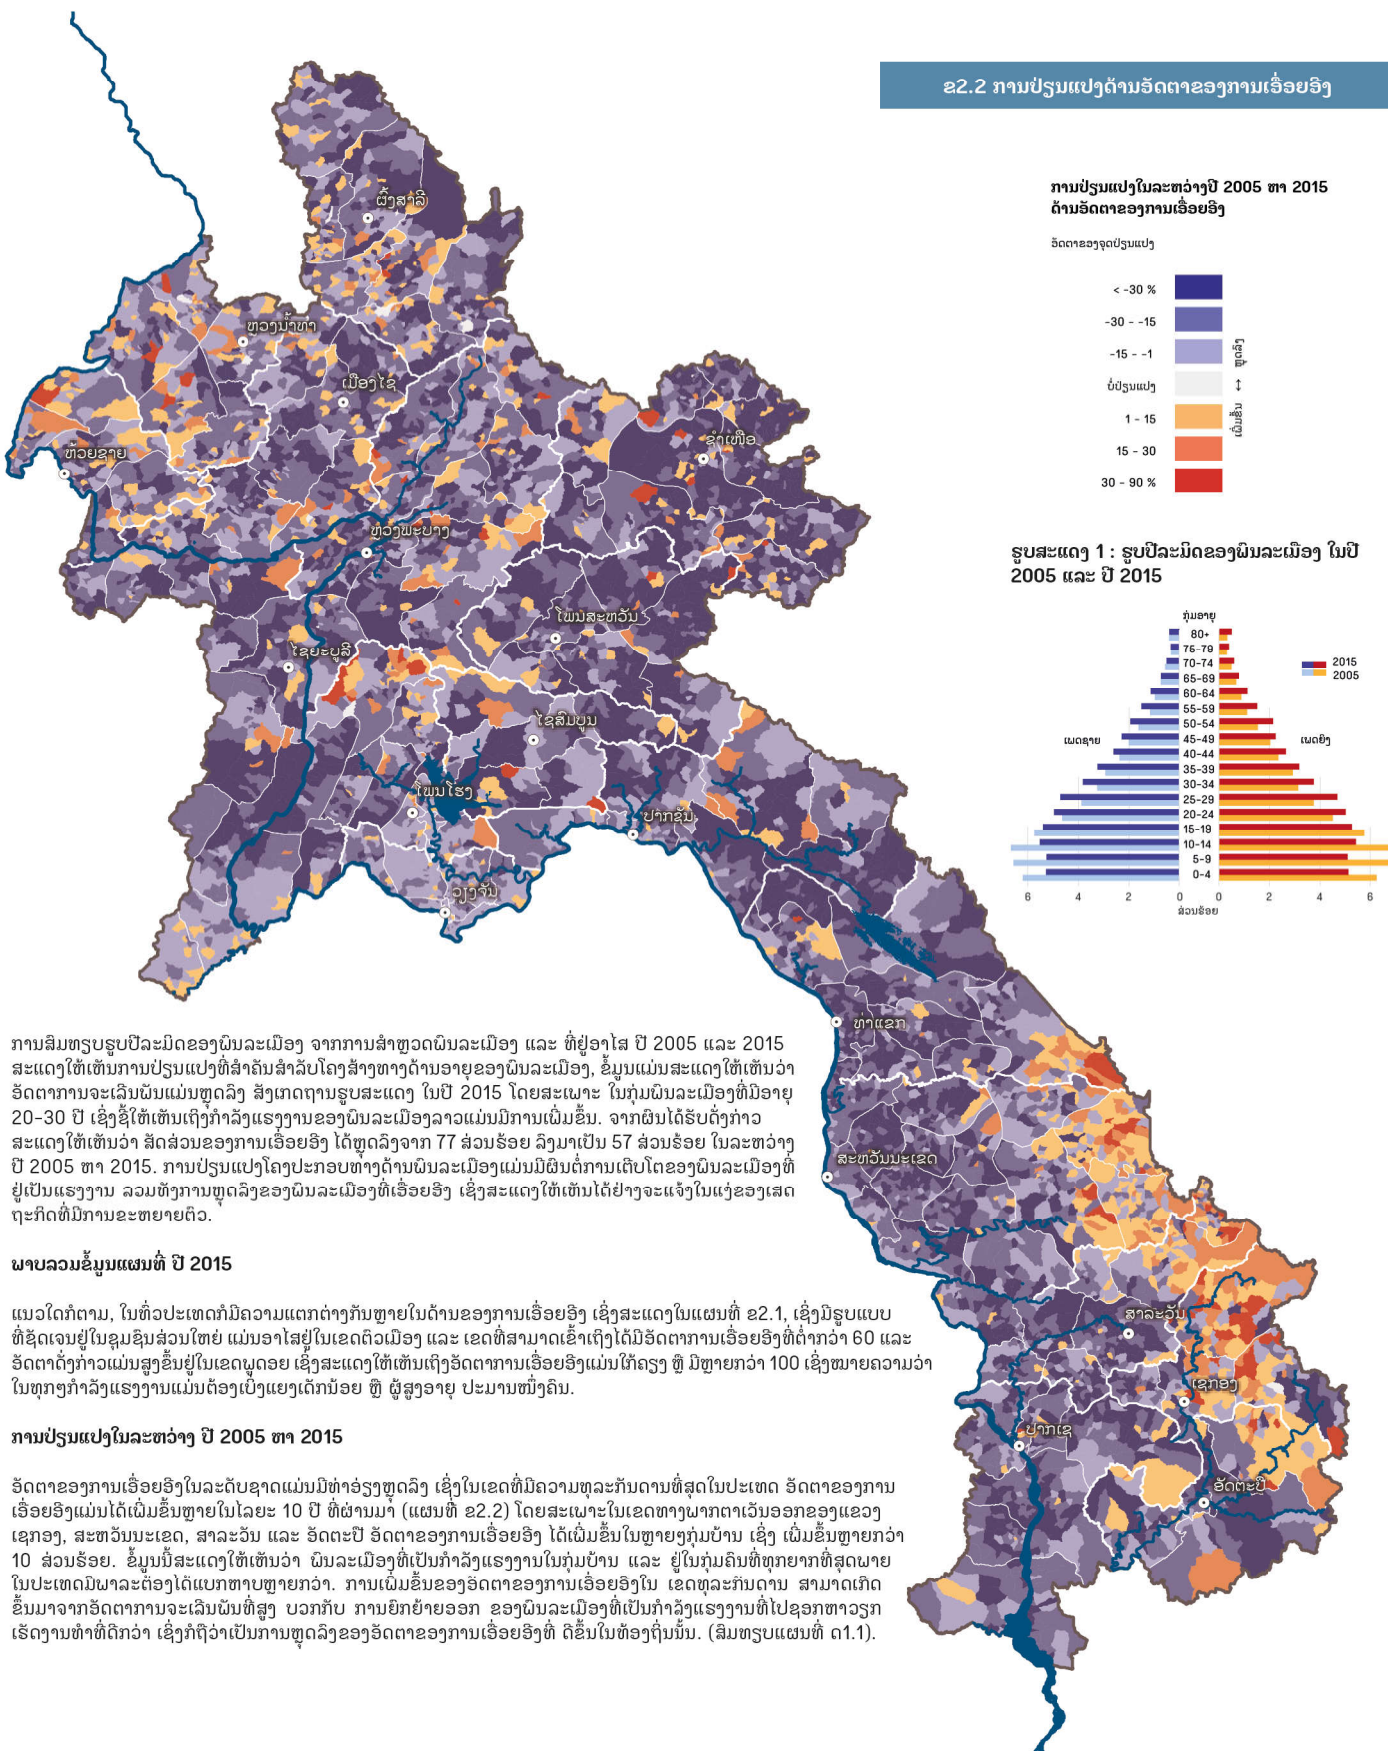 ຂ2.2 ການປ່ຽນແປງດ້ານອັດຕາຂອງການເອື່ອຍອີງ
ການປ່ຽນແປງໃນລະຫວ່າງປີ 2005 ຫາ 2015
ດ້ານອັດຕາຂອງການເອື່ອຍອີງ
ອັດຕາຂອງຈຸດປ່ຽນແປງ
< -30 %
-30 - -15
-15 - -1
ບໍ່ປ່ຽນແປງ
1 - 15
15 - 30
30 - 90 %
ຫຼຸດລົງ
↔
ເພີ່ມຂຶ້ນ
ຜົ້ງສາລີ
ຫຼວງນ້ຳທາ
ເມືອງໄຊ
ຫ້ວຍຊາຍ
ຊຳເໜືອ
ຫຼວງພະບາງ
ໂພນສະຫວັນ
ໄຊຍະບູລີ
ໄຊສົມບູນ
ໂພນໂຮງ
ປາກຊັນ
ວຽງຈັນ
ທ່າແຂກ
ສະຫວັນນະເຂດ
ສາລະວັນ
ເຊກອງ
ປາກເຊ
ອັດຕະປື
ຮູບສະແດງ 1 : ຮູບປີລະມິດຂອງພົນລະເມືອງ ໃນປີ
2005 ແລະ ປີ 2015
ກຸ່ມອາຍຸ
80+
75-79
70-74
65-69
60-64
55-59
50-54
45-49
40-44
35-39
30-34
25-29
20-24
15-19
10-14
5-9
0-4
ເພດຊາຍ
ເພດຍິງ
2015
2005
6 4 2 0 0 2 4 6
ສ່ວນຮ້ອຍ
ການສົມທຽບຮູບປີລະມິດຂອງພົນລະເມືອງ ຈາກການສຳຫຼວດພົນລະເມືອງ ແລະ ທີ່ຢູ່ອາໄສ ປີ 2005 ແລະ 2015
ສະແດງໃຫ້ເຫັນການປ່ຽນແປງທີ່ສຳຄັນສຳລັບໂຄງສ້າງທາງດ້ານອາຍຸຂອງພົນລະເມືອງ, ຂໍ້ມູນແມ່ນສະແດງໃຫ້ເຫັນວ່າ
ອັດຕາການຈະເລີນພັນແມ່ນຫຼຸດລົງ ສັງເກດຖານຮູບສະແດງ ໃນປີ 2015 ໂດຍສະເພາະ ໃນກຸ່ມພົນລະເມືອງທີ່ມີອາຍຸ
20-30 ປີ ເຊິ່ງຊີ້ໃຫ້ເຫັນເຖິງກຳລັງແຮງງານຂອງພົນລະເມືອງລາວແມ່ນມີການເພີ່ມຂຶ້ນ. ຈາກຜົນໄດ້ຮັບດັ່ງກ່າວ
ສະແດງໃຫ້ເຫັນວ່າ ສັດສ່ວນຂອງການເອື່ອຍອີງ ໄດ້ຫຼຸດລົງຈາກ 77 ສ່ວນຮ້ອຍ ລົງມາເປັນ 57 ສ່ວນຮ້ອຍ ໃນລະຫວ່າງ
ປີ 2005 ຫາ 2015. ການປ່ຽນແປງໂຄງປະກອບທາງດ້ານພົນລະເມືອງແມ່ນມີຜົນຕໍ່ການເຕີບໂຕຂອງພົນລະເມືອງທີ່
ຢູ່ເປັນແຮງງານ ລວມທັງການຫຼຸດລົງຂອງພົນລະເມືອງທີ່ເອື່ອຍອີງ ເຊິ່ງສະແດງໃຫ້ເຫັນໄດ້ຢ່າງຈະແຈ້ງໃນແງ່ຂອງເສດ
ຖະກິດທີ່ມີການຂະຫຍາຍຕົວ.
ພາບລວມຂໍ້ມູນແຜນທີ່ ປີ 2015
ແນວໃດກໍຕາມ, ໃນທົ່ວປະເທດກໍມີຄວາມແຕກຕ່າງກັນຫຼາຍໃນດ້ານຂອງການເອື່ອຍອີງ ເຊິ່ງສະແດງໃນແຜນທີ່ ຂ2.1, ເຊິ່ງມີຮູບແບບ
ທີ່ຊັດເຈນຢູ່ໃນຊຸມຊົນສ່ວນໃຫຍ່ ແມ່ນອາໄສຢູ່ໃນເຂດຕົວເມືອງ ແລະ ເຂດທີ່ສາມາດເຂົ້າເຖິງໄດ້ມີອັດຕາການເອື່ອຍອີງທີ່ຕ່ຳກວ່າ 60 ແລະ
ອັດຕາດັ່ງກ່າວແມ່ນສູງຂຶ້ນຢູ່ໃນເຂດພູດອຍ ເຊິ່ງສະແດງໃຫ້ເຫັນເຖິງອັດຕາການເອື່ອຍອີງແມ່ນໃກ້ຄຽງ ຫຼື ມີຫຼາຍກວ່າ 100 ເຊິ່ງໝາຍຄວາມວ່າ
ໃນທຸກໆກຳລັງແຮງງານແມ່ນຕ້ອງເບິ່ງແຍງເດັກນ້ອຍ ຫຼື ຜູ້ສູງອາຍຸ ປະມານໜຶ່ງຄົນ.
ການປ່ຽນແປງໃນລະຫວ່າງ ປີ 2005 ຫາ 2015
ອັດຕາຂອງການເອື່ອຍອີງໃນລະດັບຊາດແມ່ນມີທ່າອ່ຽງຫຼຸດລົງ ເຊິ່ງໃນເຂດທີ່ມີຄວາມທຸລະກັນດານທີ່ສຸດໃນປະເທດ ອັດຕາຂອງການ
ເອື່ອຍອີງແມ່ນໄດ້ເພີ່ມຂຶ້ນຫຼາຍໃນໄລຍະ 10 ປີ ທີ່ຜ່ານມາ (ແຜນທີ່ ຂ2.2) ໂດຍສະເພາະໃນເຂດທາງພາກຕາເວັນອອກຂອງແຂວງ
ເຊກອງ, ສະຫວັນນະເຂດ, ສາລະວັນ ແລະ ອັດຕະປື ອັດຕາຂອງການເອື່ອຍອີງ ໄດ້ເພີ່ມຂຶ້ນໃນຫຼາຍໆກຸ່ມບ້ານ ເຊິ່ງ ເພີ່ມຂຶ້ນຫຼາຍກວ່າ
10 ສ່ວນຮ້ອຍ. ຂໍ້ມູນນີ້ສະແດງໃຫ້ເຫັນວ່າ ພົນລະເມືອງທີ່ເປັນກຳລັງແຮງງານໃນກຸ່ມບ້ານ ແລະ ຢູ່ໃນກຸ່ມຄົນທີ່ທຸກຍາກທີ່ສຸດພາຍ
ໃນປະເທດມີພາລະຕ້ອງໄດ້ແບກຫາບຫຼາຍກວ່າ. ການເພີ່ມຂຶ້ນຂອງອັດຕາຂອງການເອື່ອຍອີງໃນ ເຂດທຸລະກັນດານ ສາມາດເກີດ
ຂຶ້ນມາຈາກອັດຕາການຈະເລີນພັນທີ່ສູງ ບວກກັບ ການຍົກຍ້າຍອອກ ຂອງພົນລະເມືອງທີ່ເປັນກຳລັງແຮງງານທີ່ໄປຊອກຫາວຽກ
ເຮັດງານທຳທີ່ດີກວ່າ ເຊິ່ງກໍຖືວ່າເປັນການຫຼຸດລົງຂອງອັດຕາຂອງການເອື່ອຍອີງທີ່ ດີຂຶ້ນໃນທ້ອງຖິ່ນນັ້ນ. (ສົມທຽບແຜນທີ່ ດ1.1).